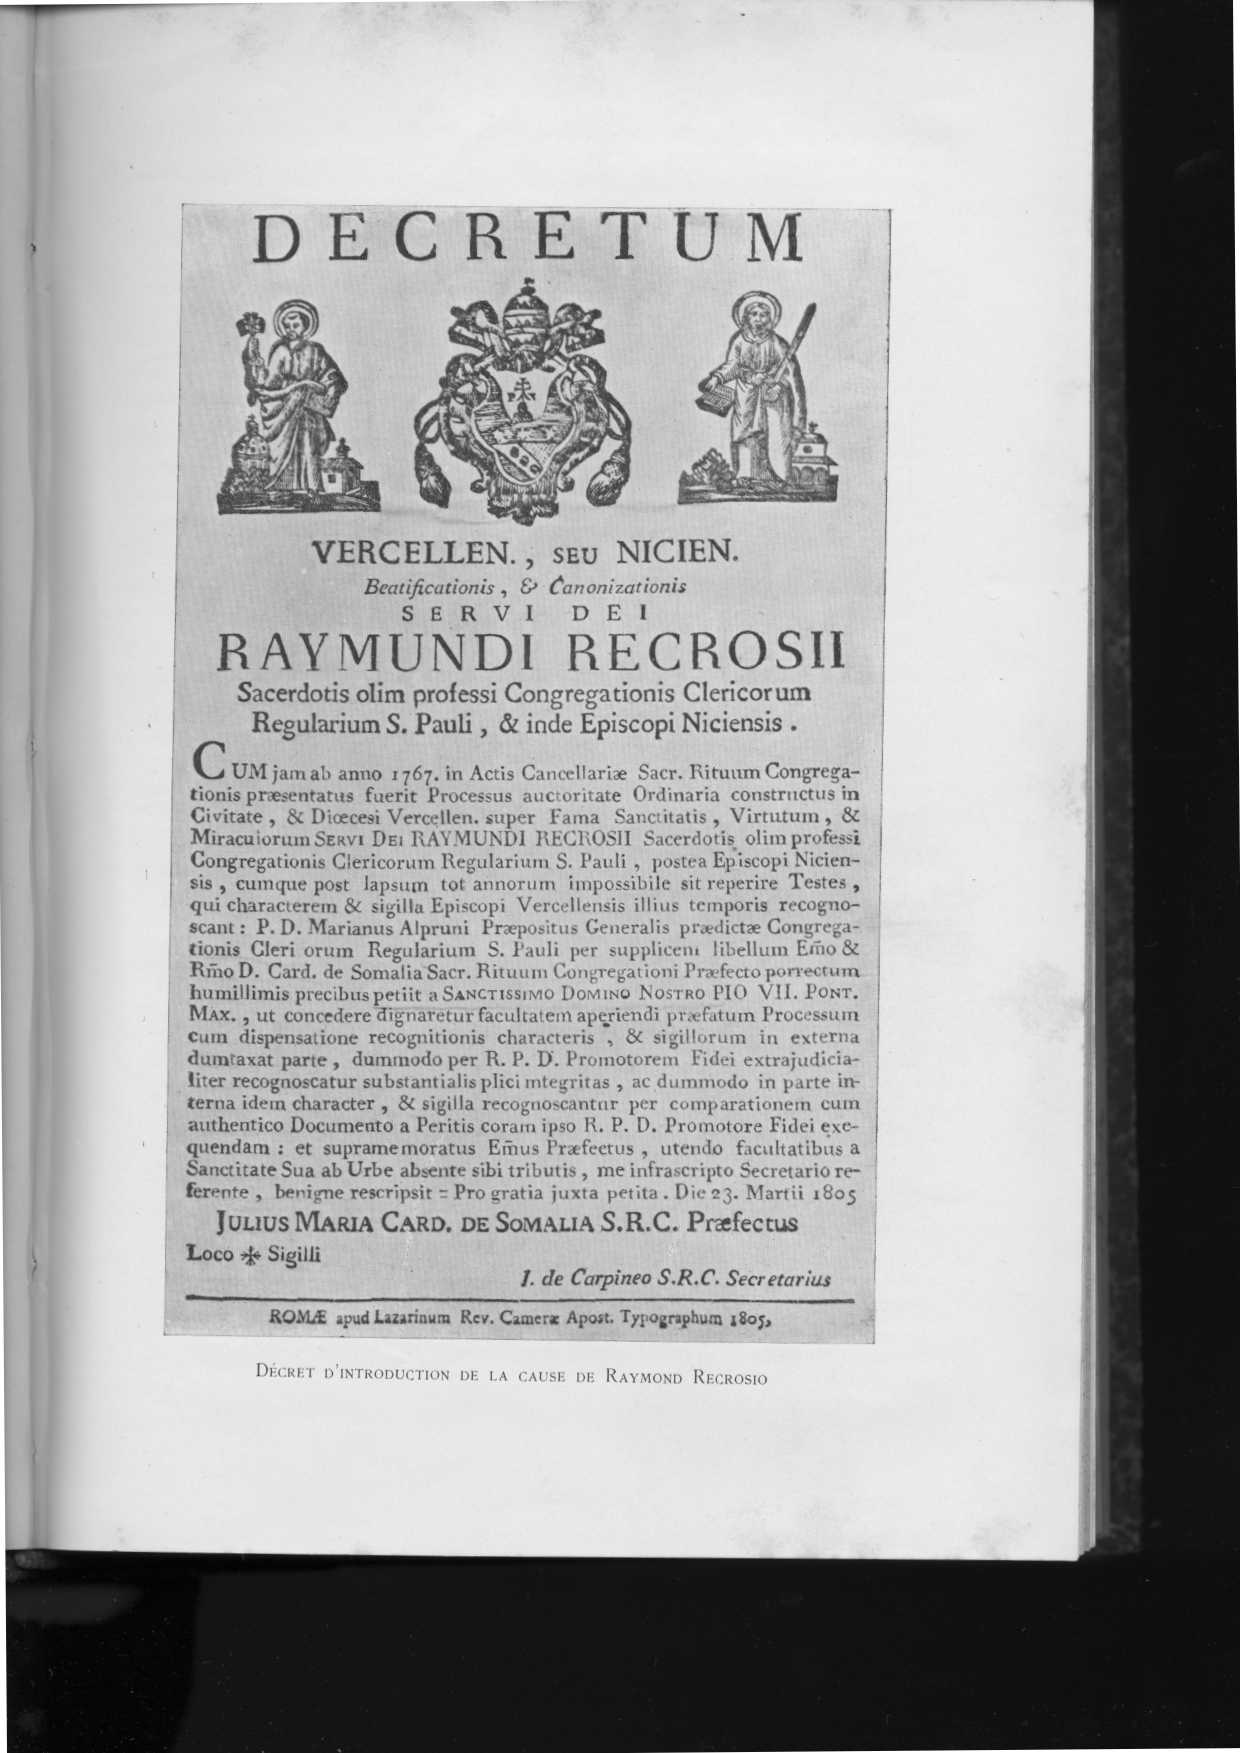 DECRETUM
PAX
VERCELLEN. , SEU NICIEN.
Beatificationis , & Canonizationis
SERVI DEI
RAYMUNDI RECROSII
Sacerdotis olim professi Congregationis Clericorum
Regularium S. Pauli , & inde Episcopi Niciensis .
CUM jam ab anno 1767. in Actis Cancellariæ Sacr. Rituum Congrega-
tionis præsentatus fuerit Processus auctoritate Ordinaria constructus in
Civitate , & Diœcesi Vercellen. super Fama Sanctitatis , Virtutum , &
Miraculorum SERVI DEI RAYMUNDI RECROSII Sacerdotis olim professi
Congregationis Clericorum Regularium S. Pauli , postea Episcopi Nicien-
sis , cumque post lapsum tot annorum impossibile sit reperire Testes ,
qui characterem & sigilla Episcopi Vercellensis illius temporis recogno-
scant : P. D. Marianus Alpruni Præpositus Generalis prædictæ Congrega-
tionis Cleri orum Regularium S. Pauli per supplicem libellum Em̃o &
Rm̃o D. Card. de Somalia Sacr. Rituum Congregationi Præfecto porrectum
humillimis precibus petiit a SANCTISSIMO DOMINO NOSTRO PIO VII. PONT.
MAX. , ut concedere dignaretur facultatem aperiendi præfatum Processum
cum dispensatione recognitionis characteris , & sigillorum in externa
dumtaxat parte , dummodo per R. P. D. Promotorem Fidei extrajudicia-
liter recognoscatur substantialis plici integritas , ac dummodo in parte in-
terna idem character , & sigilla recognoscantur per comparationem cum
authentico Documento a Peritis coram ipso R. P. D. Promotore Fidei exe-
quendam : et supramemoratus Em̃us Præfectus , utendo facultatibus a
Sanctitate Sua ab Urbe absente sibi tributis , me infrascripto Secretario re-
ferente , benigne rescripsit = Pro gratia juxta petita . Die 23. Martii 1805
JULIUS MARIA CARD. DE SOMALIA S.R.C. Præfectus
Loco ✠ Sigilli
I. de Carpineo S.R.C. Secretarius
ROMÆ apud Lazarinum Rev. Cameræ Apost. Typographum 1805,
DÉCRET D'INTRODUCTION DE LA CAUSE DE RAYMOND RECROSIO